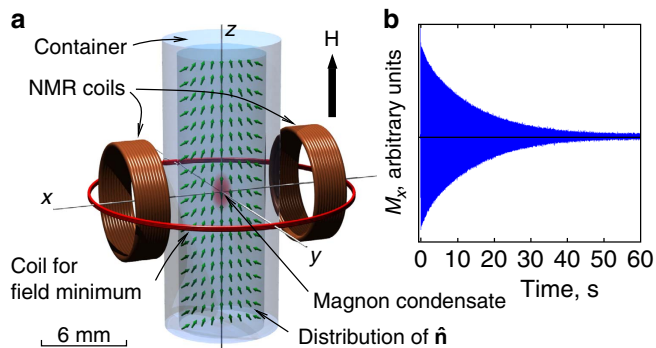 a
z
Container
H
NMR coils
x
y
Coil for
field minimum
Magnon condensate
6 mm
Distribution of n̂
b
Mx, arbitrary units
0 10 20 30 40 50 60
Time, s